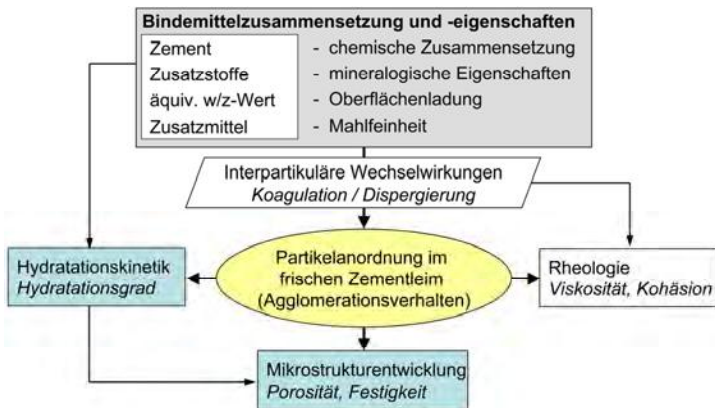 Bindemittelzusammensetzung und -eigenschaften
Zement - chemische Zusammensetzung
Zusatzstoffe - mineralogische Eigenschaften
äquiv. w/z-Wert - Oberflächenladung
Zusatzmittel - Mahlfeinheit
Interpartikuläre Wechselwirkungen
Koagulation / Dispergierung
Hydratationskinetik
Hydratationsgrad
Partikelanordnung im
frischen Zementleim
(Agglomerationsverhalten)
Rheologie
Viskosität, Kohäsion
Mikrostrukturentwicklung
Porosität, Festigkeit